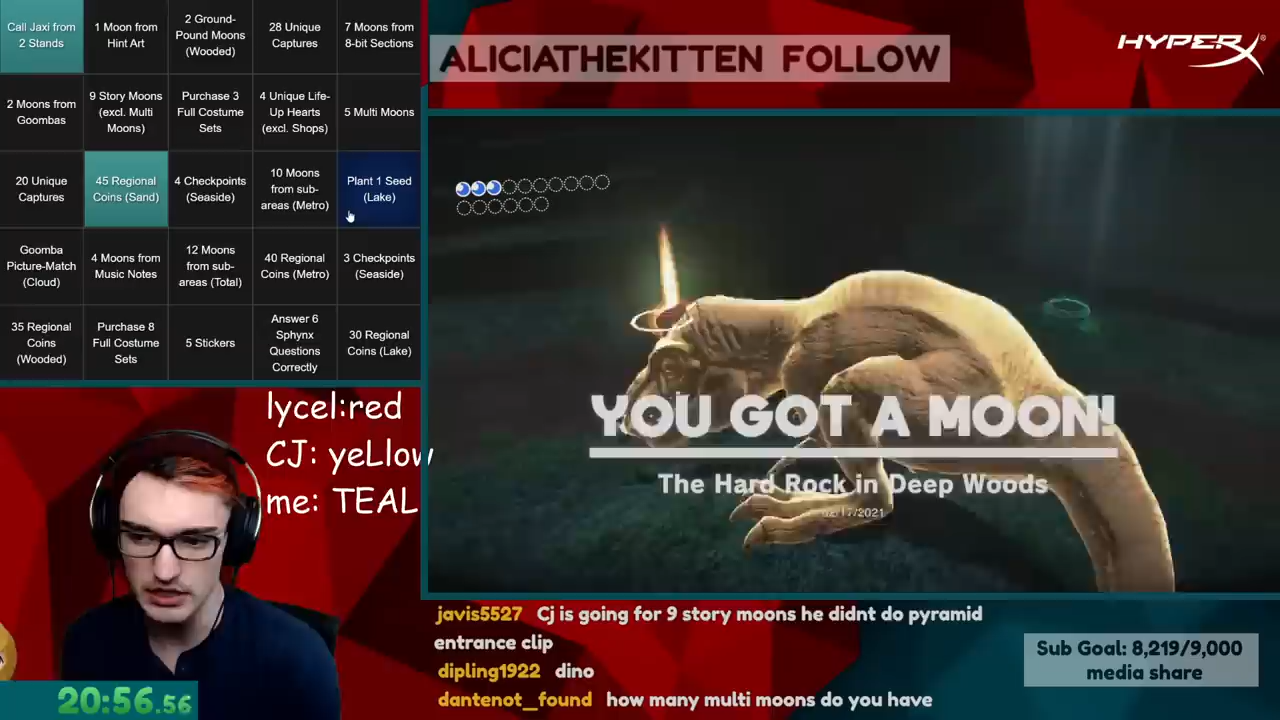 Call Jaxi from
2 Stands
1 Moon from
Hint Art
2 Ground-
Pound Moons
(Wooded)
28 Unique
Captures
7 Moons from
8-bit Sections
2 Moons from
Goombas
9 Story Moons
(excl. Multi
Moons)
Purchase 3
Full Costume
Sets
4 Unique Life-
Up Hearts
(excl. Shops)
5 Multi Moons
20 Unique
Captures
45 Regional
Coins (Sand)
4 Checkpoints
(Seaside)
10 Moons
from sub-
areas (Metro)
Plant 1 Seed
(Lake)
Goomba
Picture-Match
(Cloud)
4 Moons from
Music Notes
12 Moons
from sub-
areas (Total)
40 Regional
Coins (Metro)
3 Checkpoints
(Seaside)
35 Regional
Coins
(Wooded)
Purchase 8
Full Costume
Sets
5 Stickers
Answer 6
Sphynx
Questions
Correctly
30 Regional
Coins (Lake)
ALICIATHEKITTEN FOLLOW
HYPERX
YOU GOT A MOON!
The Hard Rock in Deep Woods
02/17/2021
lycel:red
CJ: yeLlow
me: TEAL
20:56.56
javis5527 Cj is going for 9 story moons he didnt do pyramid
entrance clip
dipling1922 dino
dantenot_found how many multi moons do you have
Sub Goal: 8,219/9,000
media share